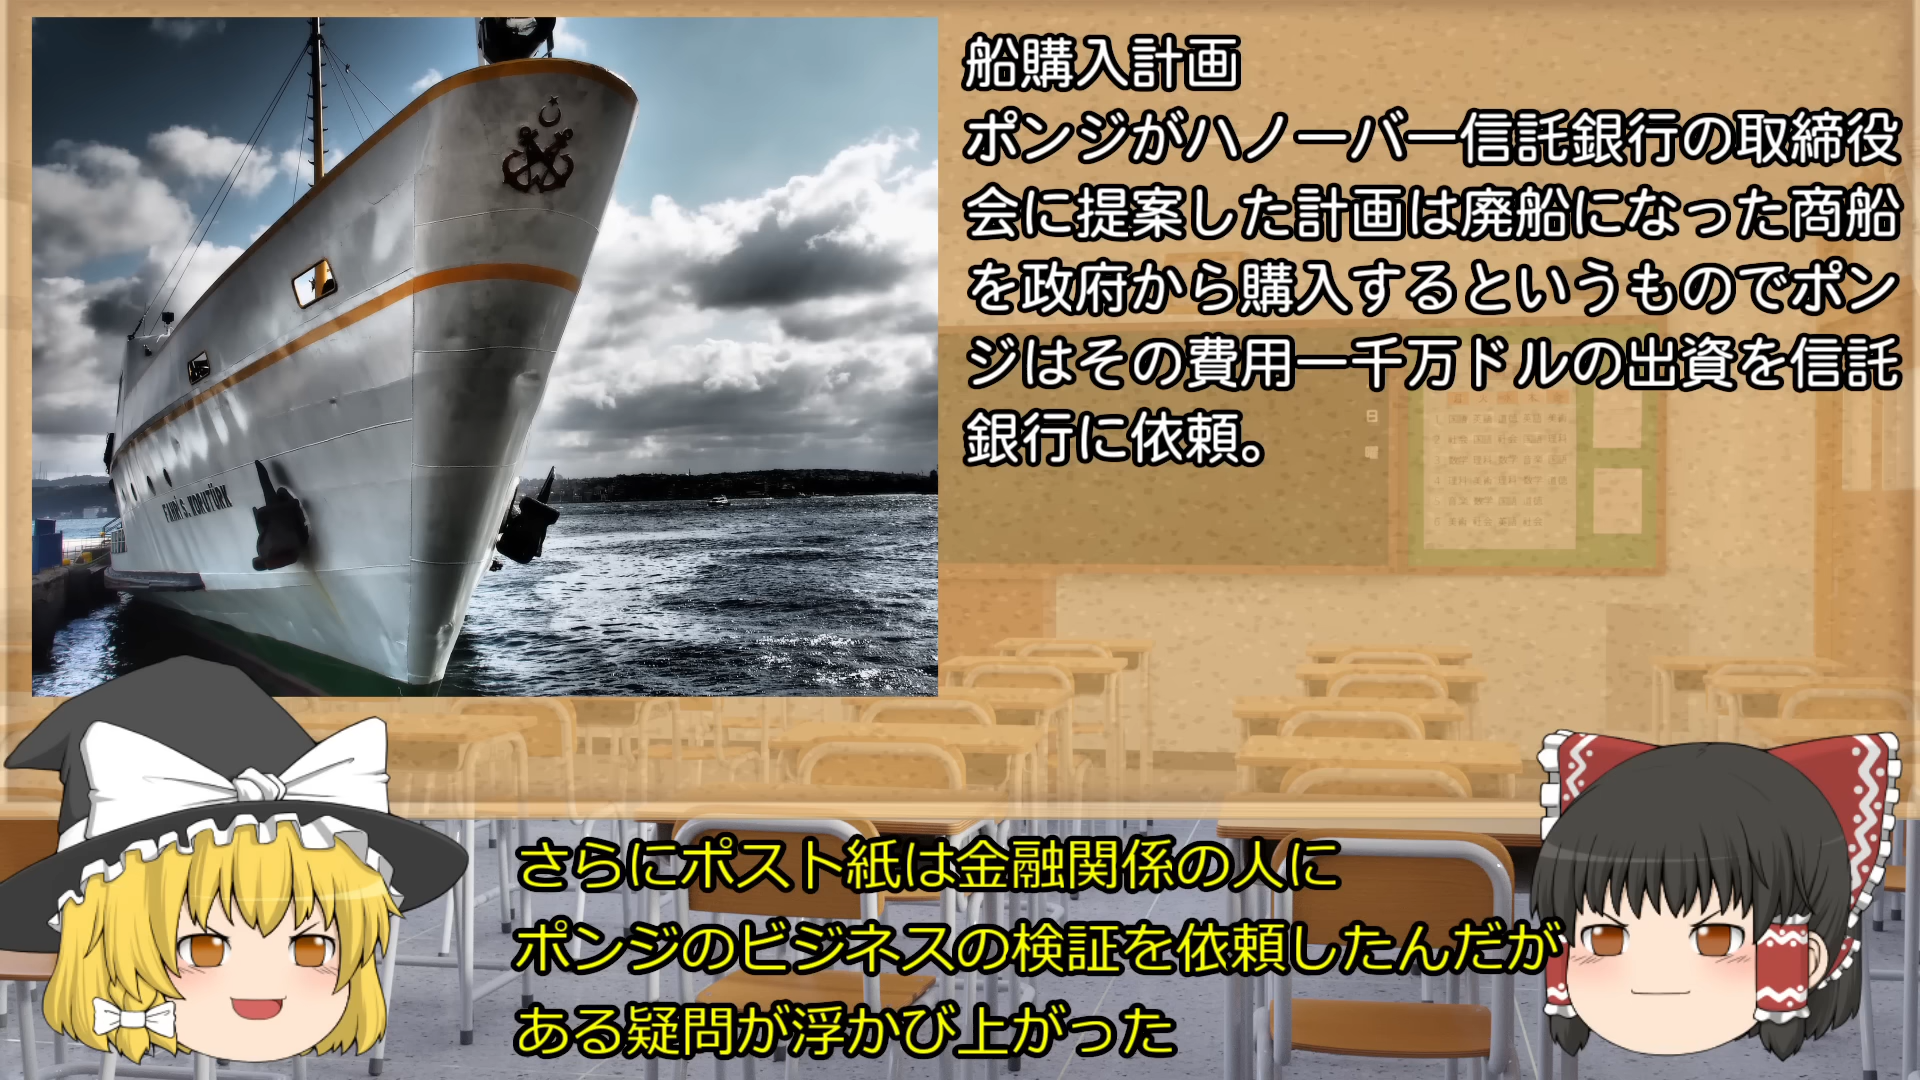 船購入計画
ポンジがハノーバー信託銀行の取締役
会に提案した計画は廃船になった商船
を政府から購入するというものでポン
ジはその費用一千万ドルの出資を信託
銀行に依頼。
FAHRİ S. KORUTÜRK
さらにポスト紙は金融関係の人に
ポンジのビジネスの検証を依頼したんだが
ある疑問が浮かび上がった